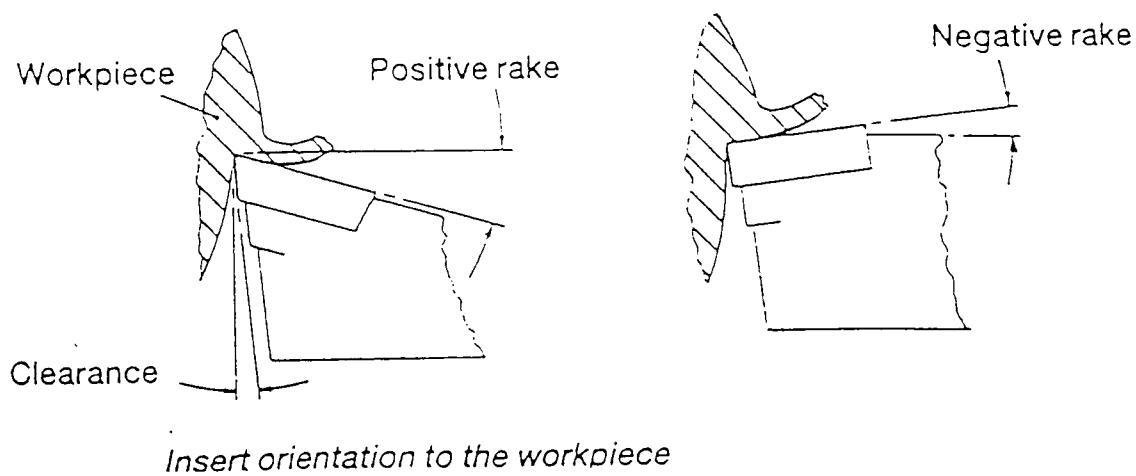 Negative rake
Workpiece
Positive rake
Clearance
Insert orientation to the workpiece